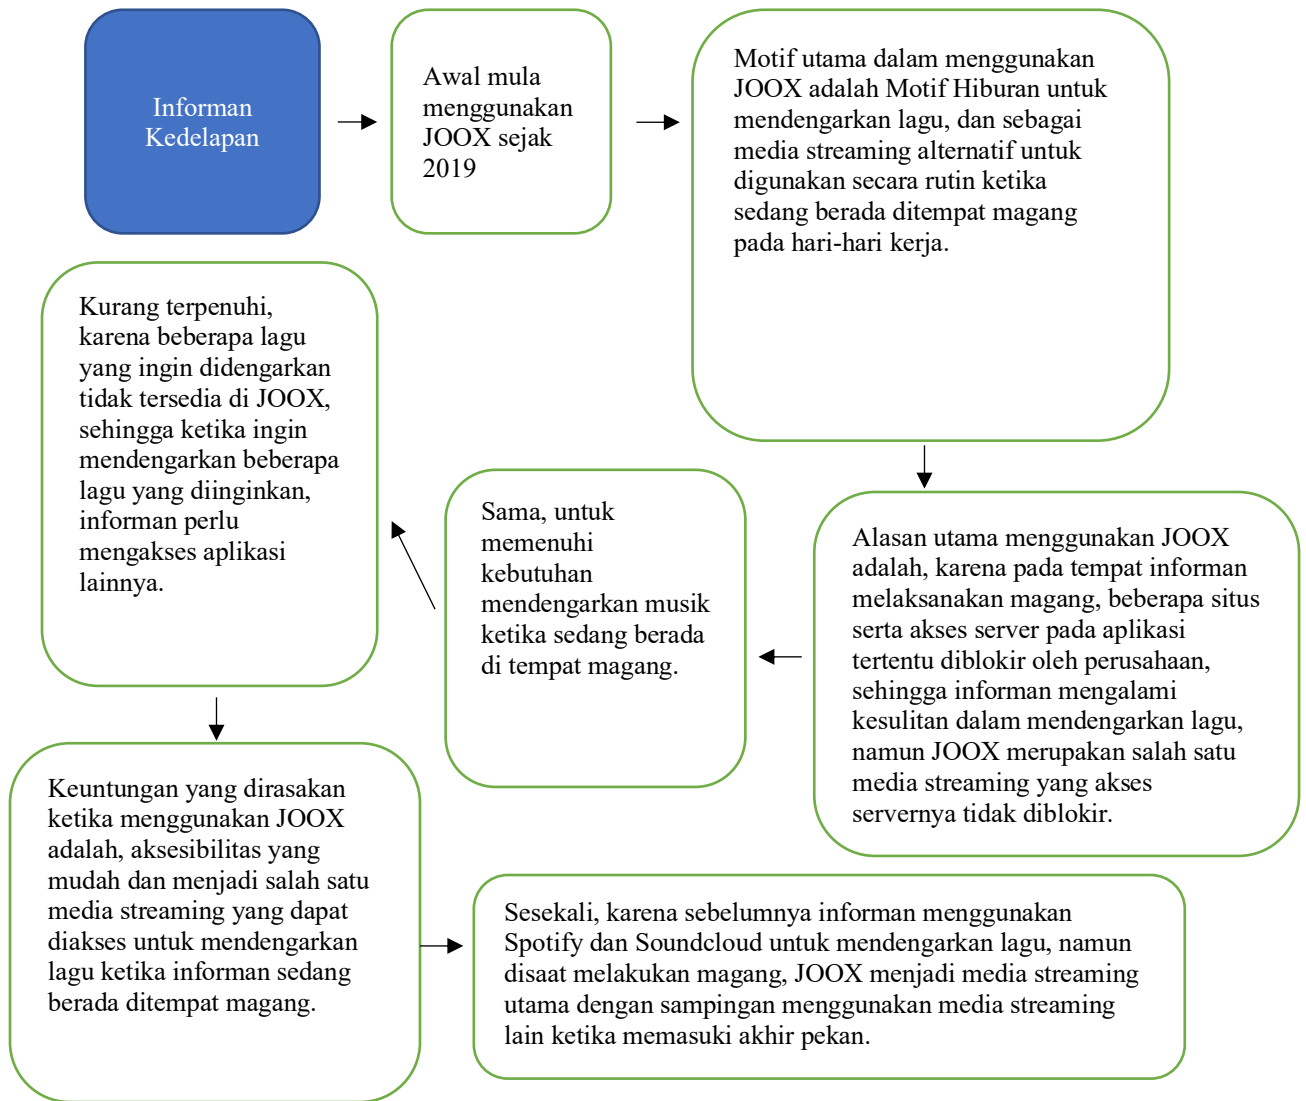 Informan
Kedelapan
Awal mula
menggunakan
JOOX sejak
2019
Motif utama dalam menggunakan
JOOX adalah Motif Hiburan untuk
mendengarkan lagu, dan sebagai
media streaming alternatif untuk
digunakan secara rutin ketika
sedang berada ditempat magang
pada hari-hari kerja.
Alasan utama menggunakan JOOX
adalah, karena pada tempat informan
melaksanakan magang, beberapa situs
serta akses server pada aplikasi
tertentu diblokir oleh perusahaan,
sehingga informan mengalami
kesulitan dalam mendengarkan lagu,
namun JOOX merupakan salah satu
media streaming yang akses
servernya tidak diblokir.
Sama, untuk
memenuhi
kebutuhan
mendengarkan musik
ketika sedang berada
di tempat magang.
Kurang terpenuhi,
karena beberapa lagu
yang ingin didengarkan
tidak tersedia di JOOX,
sehingga ketika ingin
mendengarkan beberapa
lagu yang diinginkan,
informan perlu
mengakses aplikasi
lainnya.
Keuntungan yang dirasakan
ketika menggunakan JOOX
adalah, aksesibilitas yang
mudah dan menjadi salah satu
media streaming yang dapat
diakses untuk mendengarkan
lagu ketika informan sedang
berada ditempat magang.
Sesekali, karena sebelumnya informan menggunakan
Spotify dan Soundcloud untuk mendengarkan lagu, namun
disaat melakukan magang, JOOX menjadi media streaming
utama dengan sampingan menggunakan media streaming
lain ketika memasuki akhir pekan.